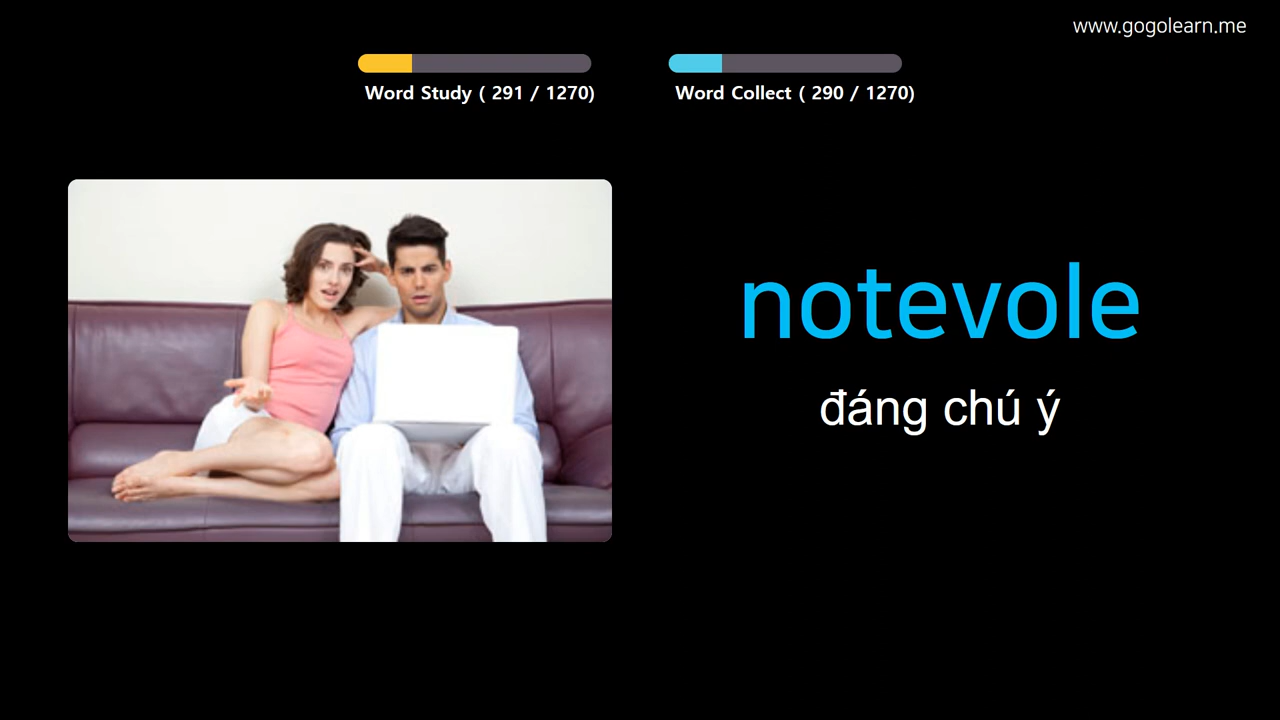 www.gogolearn.me
Word Study ( 291 / 1270)
Word Collect ( 290 / 1270)
notevole
đáng chú ý